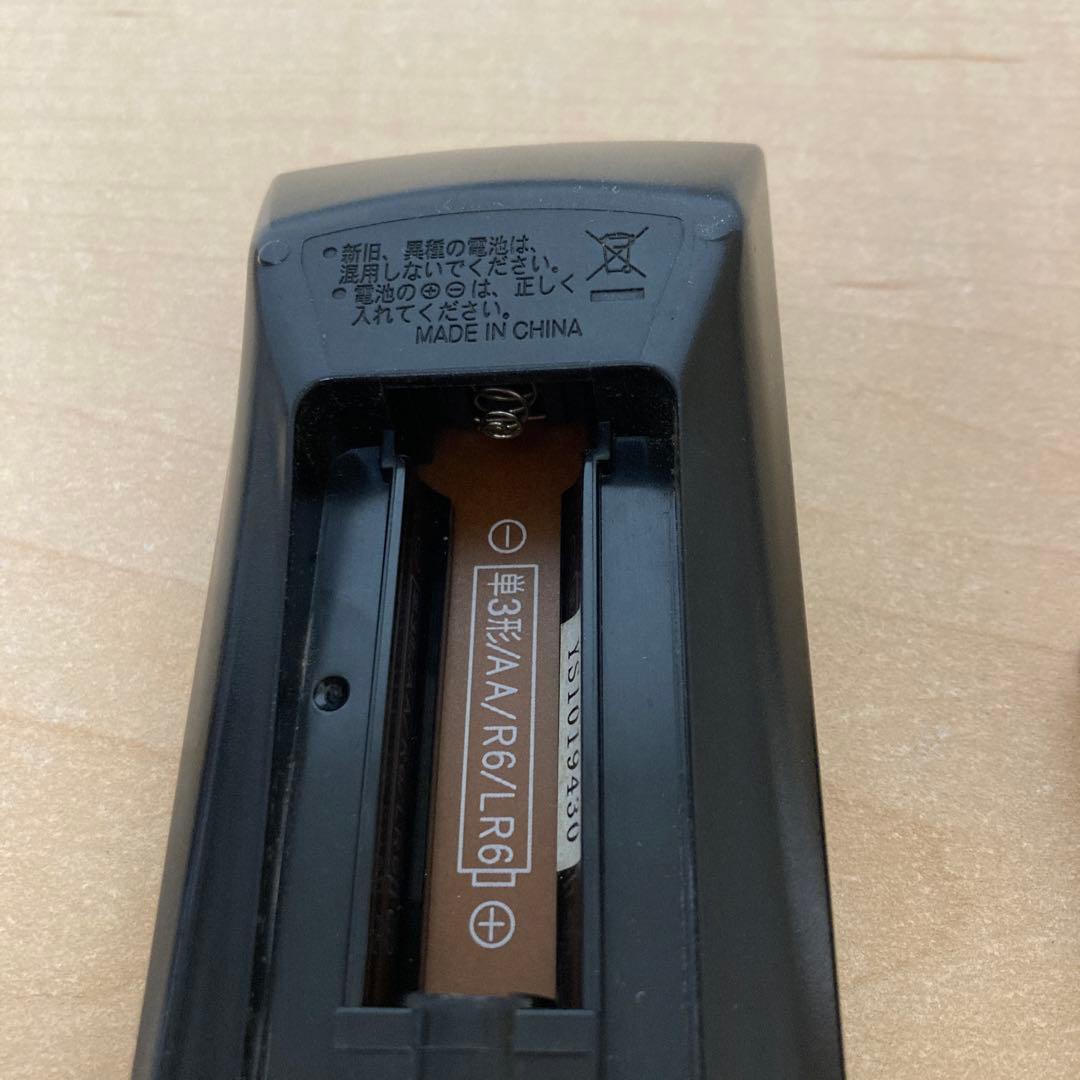 •新旧、異種の電池は、
混用しないでください。
•電池の⊕⊖は、正しく
入れてください。
MADE IN CHINA
⊖
単3形/AA/R6/LR6
⊕
YS1019430